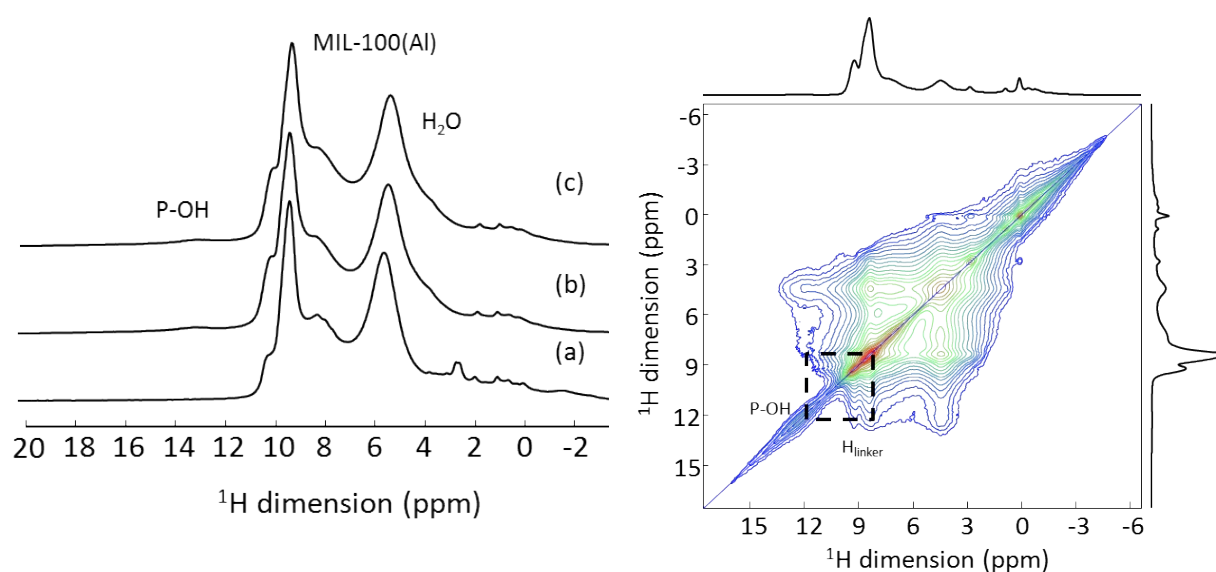 MIL-100(Al)
H₂O
P-OH
(c)
(b)
(a)
20 18 16 14 12 10 8 6 4 2 0 -2
¹H dimension (ppm)
-6
-3
0
3
6
9
12
15
¹H dimension (ppm)
P-OH
Hlinker
15 12 9 6 3 0 -3 -6
¹H dimension (ppm)